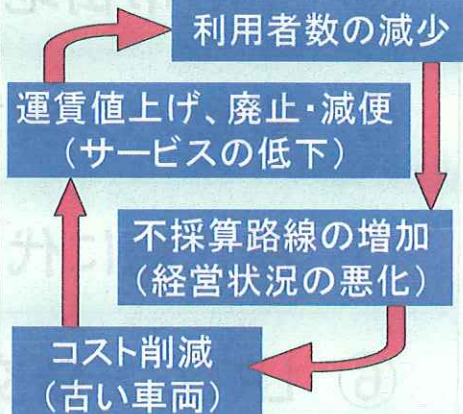 利用者数の減少
運賃値上げ、廃止・減便
（サービスの低下）
不採算路線の増加
（経営状況の悪化）
コスト削減
（古い車両）